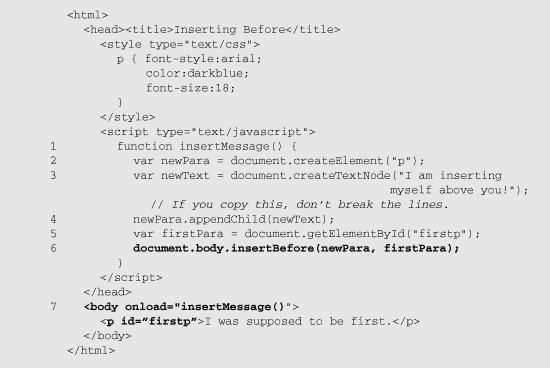 <html>
<head><title>Inserting Before</title>
<style type="text/css">
p { font-style:arial;
color:darkblue;
font-size:18;
}
</style>
<script type="text/javascript">
1 function insertMessage() {
2 var newPara = document.createElement("p");
3 var newText = document.createTextNode("I am inserting
myself above you!");
// If you copy this, don't break the lines.
4 newPara.appendChild(newText);
5 var firstPara = document.getElementById("firstp");
6 document.body.insertBefore(newPara, firstPara);
}
</script>
</head>
7 <body onload="insertMessage()">
<p id="firstp">I was supposed to be first.</p>
</body>
</html>